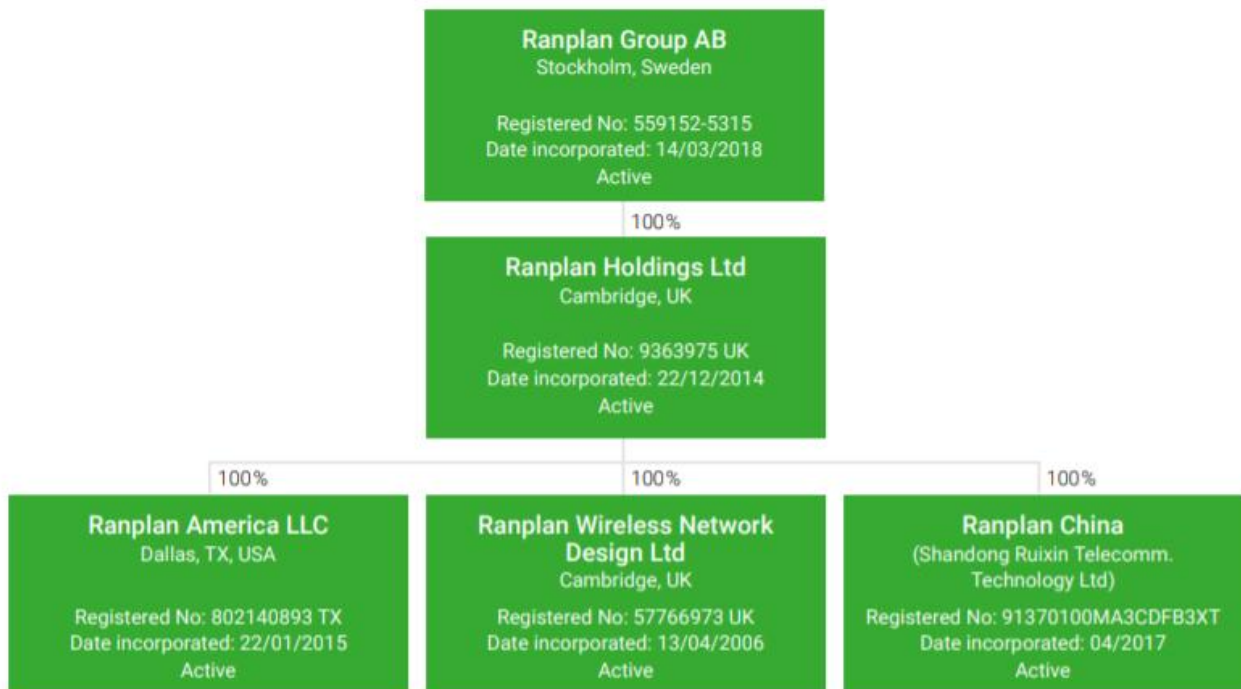 Ranplan Group AB
Stockholm, Sweden
Registered No: 559152-5315
Date incorporated: 14/03/2018
Active
100%
Ranplan Holdings Ltd
Cambridge, UK
Registered No: 9363975 UK
Date incorporated: 22/12/2014
Active
100%
100%
100%
Ranplan America LLC
Dallas, TX, USA
Registered No: 802140893 TX
Date incorporated: 22/01/2015
Active
Ranplan Wireless Network
Design Ltd
Cambridge, UK
Registered No: 57766973 UK
Date incorporated: 13/04/2006
Active
Ranplan China
(Shandong Ruixin Telecomm.
Technology Ltd)
Registered No: 91370100MA3CDFB3XT
Date incorporated: 04/2017
Active